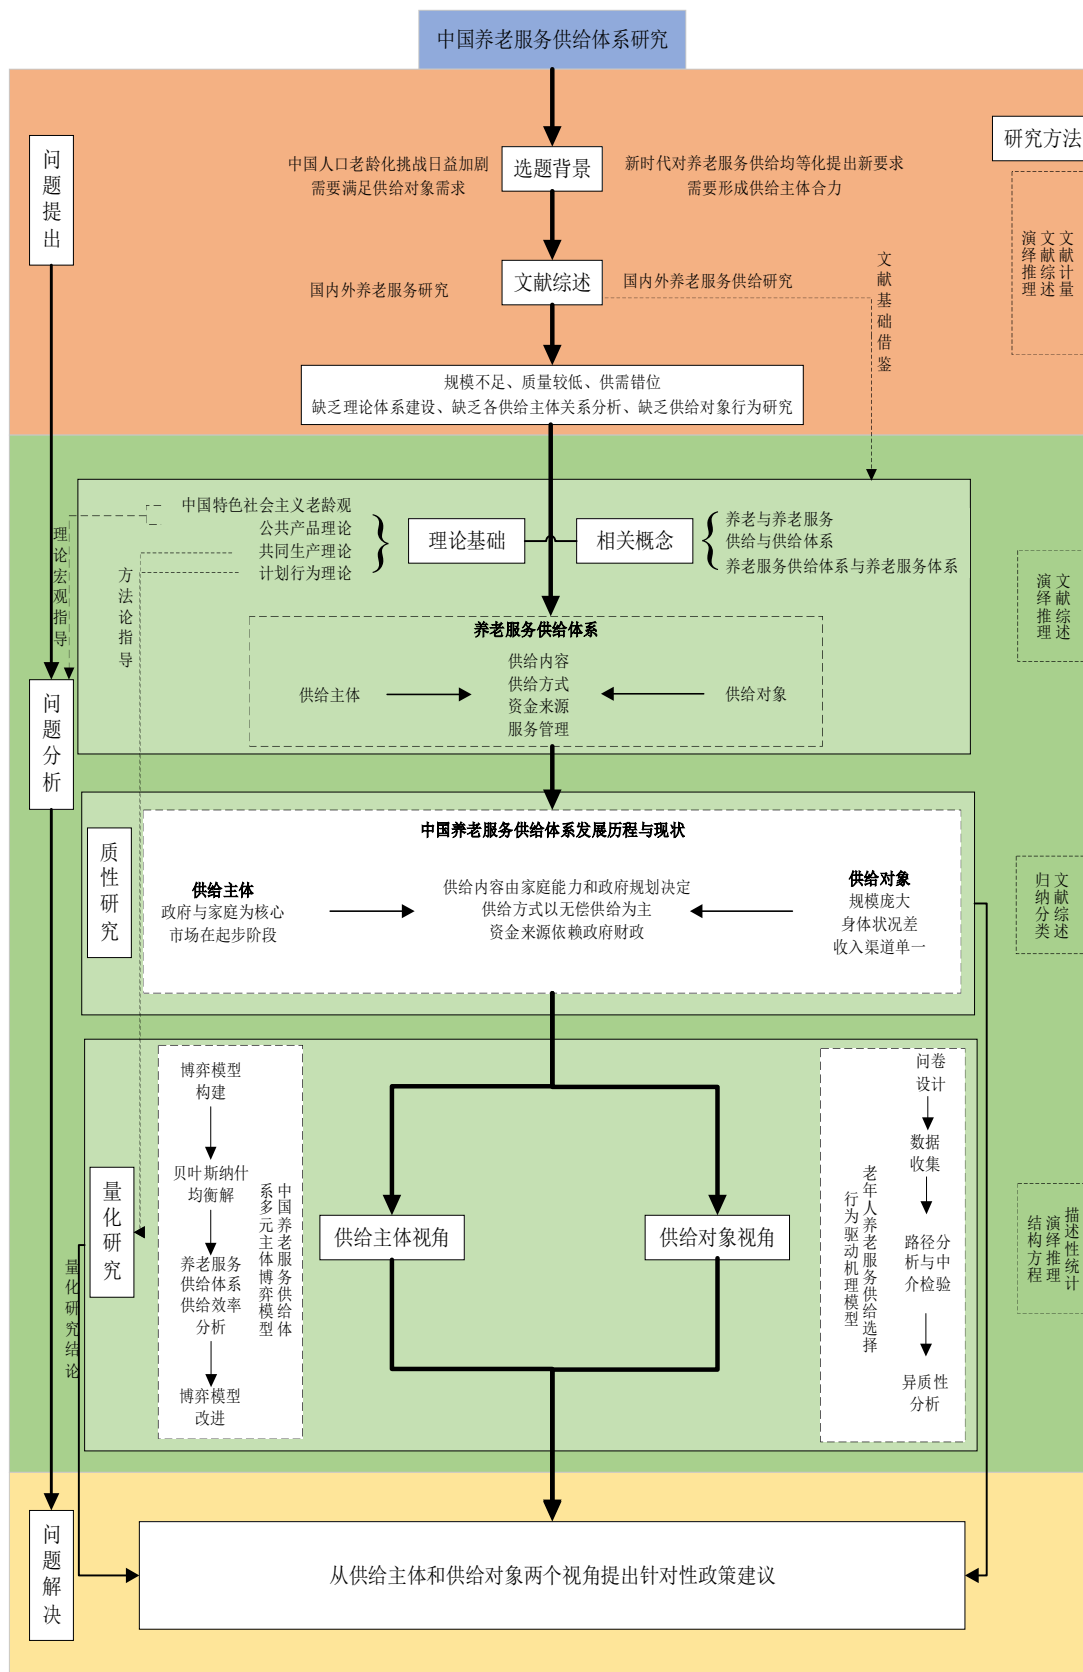 中国养老服务供给体系研究
问题提出
中国人口老龄化挑战日益加剧
需要满足供给对象需求
选题背景
新时代对养老服务供给均等化提出新要求
需要形成供给主体合力
研究方法
文献计量
文献综述
演绎推理
国内外养老服务研究
文献综述
国内外养老服务供给研究
文献基础借鉴
规模不足、质量较低、供需错位
缺乏理论体系建设、缺乏各供给主体关系分析、缺乏供给对象行为研究
中国特色社会主义老龄观
公共产品理论
共同生产理论
计划行为理论
理论基础
相关概念
养老与养老服务
供给与供给体系
养老服务供给体系与养老服务体系
理论宏观指导
方法论指导
文献综述
演绎推理
养老服务供给体系
供给主体
供给内容
供给方式
资金来源
服务管理
供给对象
问题分析
质性研究
中国养老服务供给体系发展历程与现状
供给主体
政府与家庭为核心
市场在起步阶段
供给内容由家庭能力和政府规划决定
供给方式以无偿供给为主
资金来源依赖政府财政
供给对象
规模庞大
身体状况差
收入渠道单一
文献综述
归纳分类
量化研究
博弈模型
构建
贝叶斯纳什
均衡解
养老服务
供给体系
供给效率
分析
博弈模型
改进
中国养老服务供给体
系多元主体博弈模型
供给主体视角
供给对象视角
老年人养老服务供给选择
行为驱动机理模型
问卷
设计
数据
收集
路径分
析与中
介检验
异质性
分析
描述性统计
演绎推理
结构方程
量化研究结论
问题解决
从供给主体和供给对象两个视角提出针对性政策建议